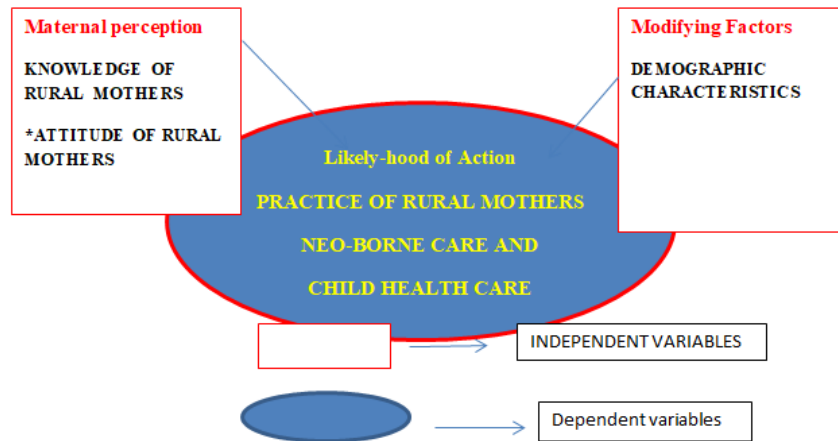 Maternal perception
KNOWLEDGE OF
RURAL MOTHERS
*ATTITUDE OF RURAL
MOTHERS
Modifying Factors
DEMOGRAPHIC
CHARACTERISTICS
Likely-hood of Action
PRACTICE OF RURAL MOTHERS
NEO-BORNE CARE AND
CHILD HEALTH CARE
INDEPENDENT VARIABLES
Dependent variables